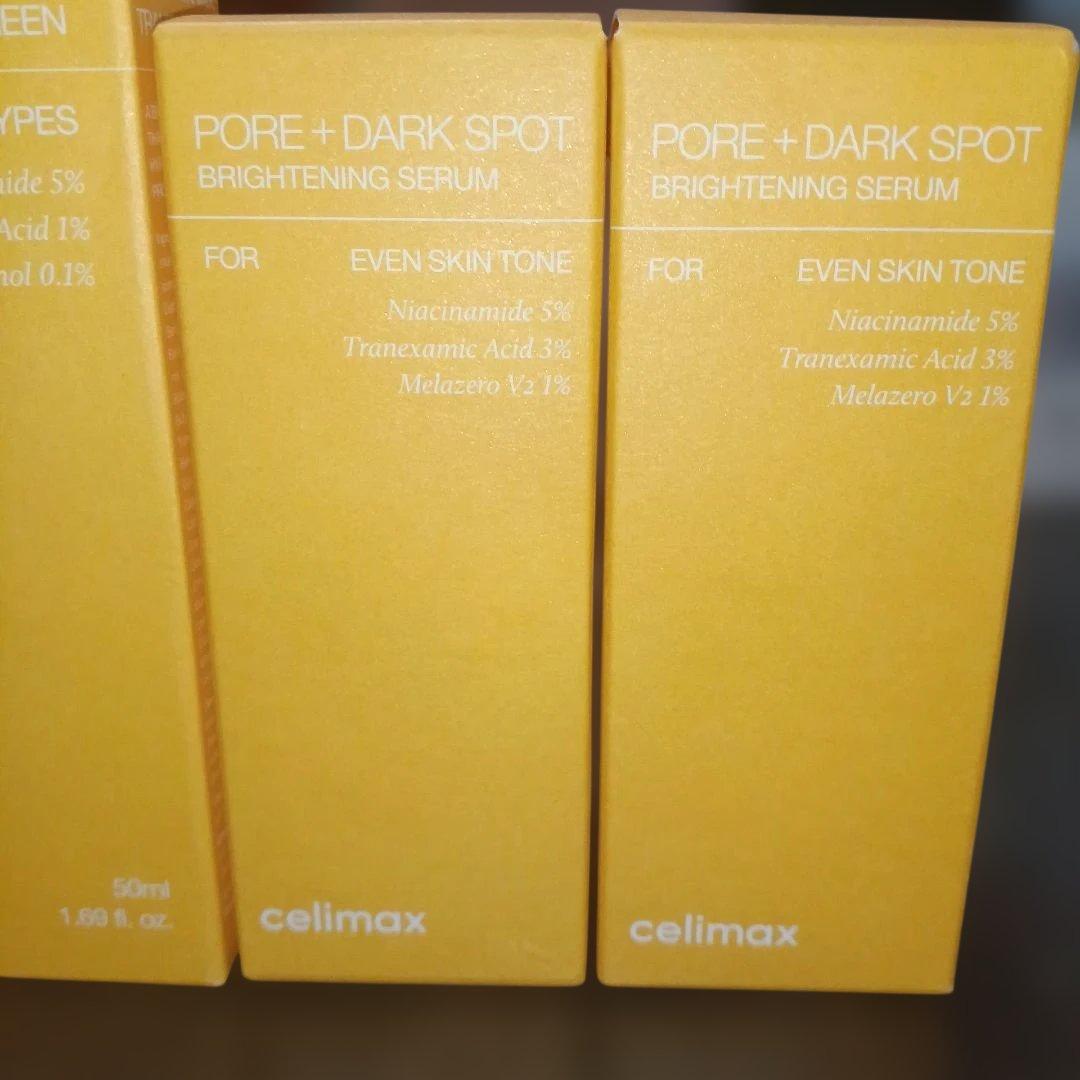 EEN
YPES
ide 5%
Acid 1%
nol 0.1%
50ml
1.69 fl. oz.
PORE + DARK SPOT
BRIGHTENING SERUM
FOR EVEN SKIN TONE
Niacinamide 5%
Tranexamic Acid 3%
Melazero V2 1%
celimax
PORE + DARK SPOT
BRIGHTENING SERUM
FOR EVEN SKIN TONE
Niacinamide 5%
Tranexamic Acid 3%
Melazero V2 1%
celimax